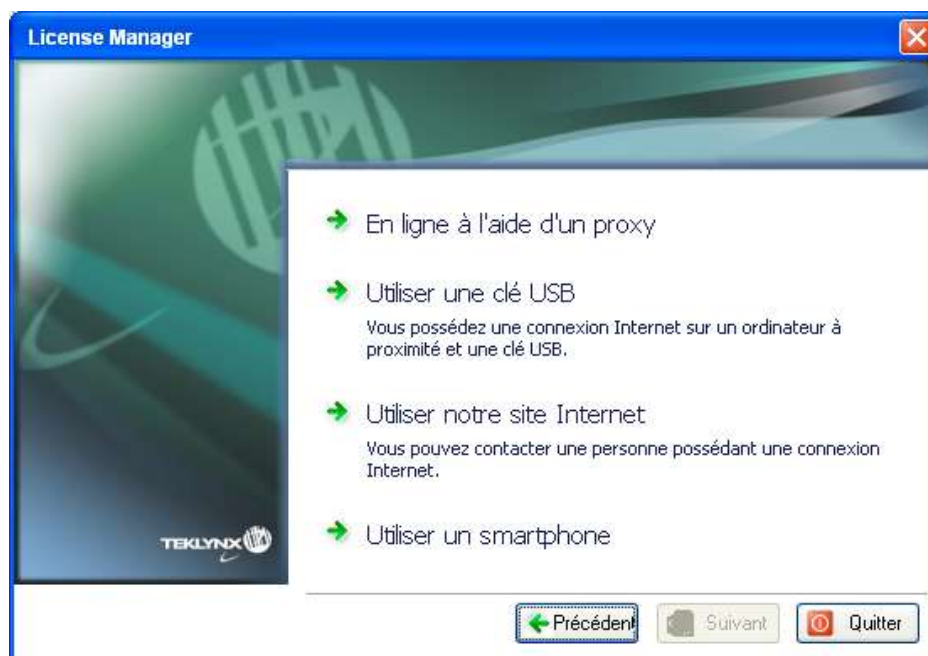 License Manager
En ligne à l'aide d'un proxy
Utiliser une clé USB
Vous possédez une connexion Internet sur un ordinateur à
proximité et une clé USB.
Utiliser notre site Internet
Vous pouvez contacter une personne possédant une connexion
Internet.
TEKLYNX
Utiliser un smartphone
Précédent
Suivant
Quitter